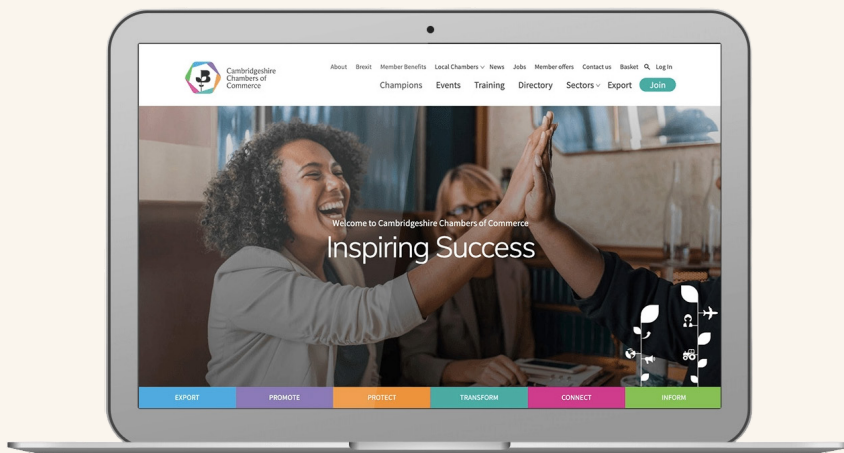 Cambridgeshire
Chambers of
Commerce
About Brexit Member Benefits Local Chambers News Jobs Member offers Contact us Basket Log In
Champions Events Training Directory Sectors Export Join
Welcome to Cambridgeshire Chambers of Commerce
Inspiring Success
EXPORT PROMOTE PROTECT TRANSFORM CONNECT INFORM